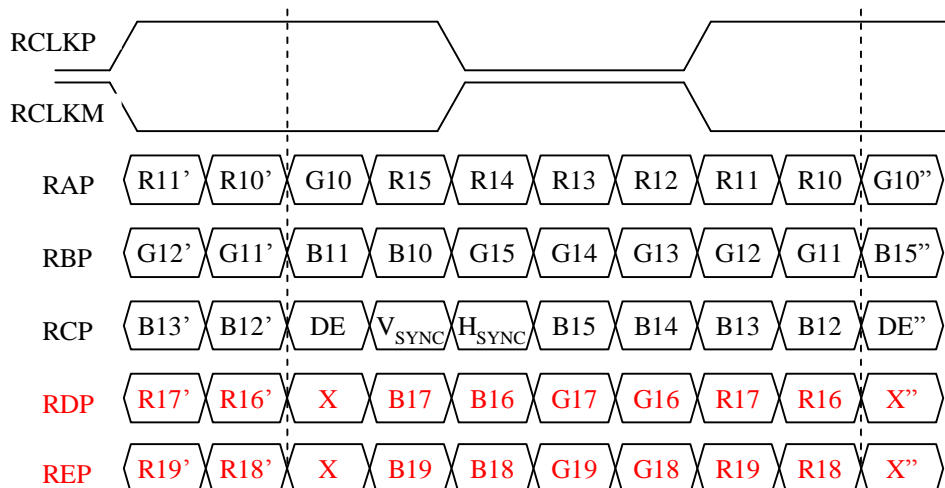 RCLKP
RCLKM
RAP R11’ R10’ G10 R15 R14 R13 R12 R11 R10 G10”
RBP G12’ G11’ B11 B10 G15 G14 G13 G12 G11 B15”
RCP B13’ B12’ DE VSYNC HSYNC B15 B14 B13 B12 DE”
RDP R17’ R16’ X B17 B16 G17 G16 R17 R16 X”
REP R19’ R18’ X B19 B18 G19 G18 R19 R18 X”